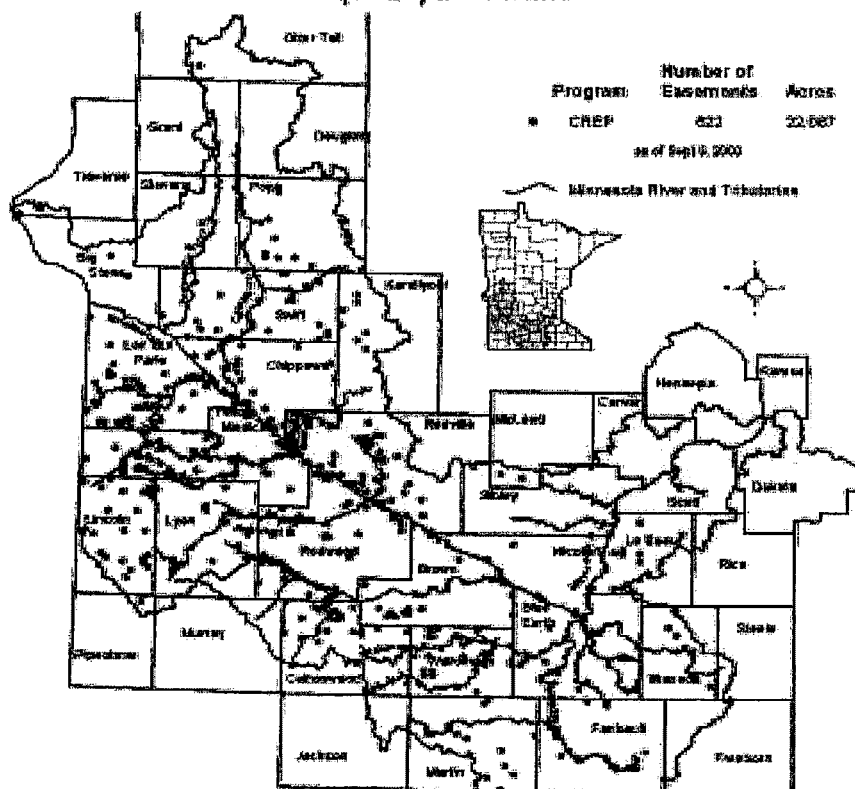 Number of
Program Easements Acres
CREP 622
as of Sept 9, 2000
Minnesota River and Tributaries
Otter Tail
Grant
Douglas
Traverse
Stevens
Pope
Big Stone
Swift
Kandiyohi
Lac Qui Parle
Chippewa
Hennepin
Ramsey
Carver
Renville
McLeod
Sibley
Scott
Dakota
Lincoln
Lyon
Redwood
Brown
Nicollet
Le Sueur
Rice
Pipestone
Murray
Cottonwood
Watonwan
Blue Earth
Waseca
Steele
Jackson
Martin
Faribault
Freeborn